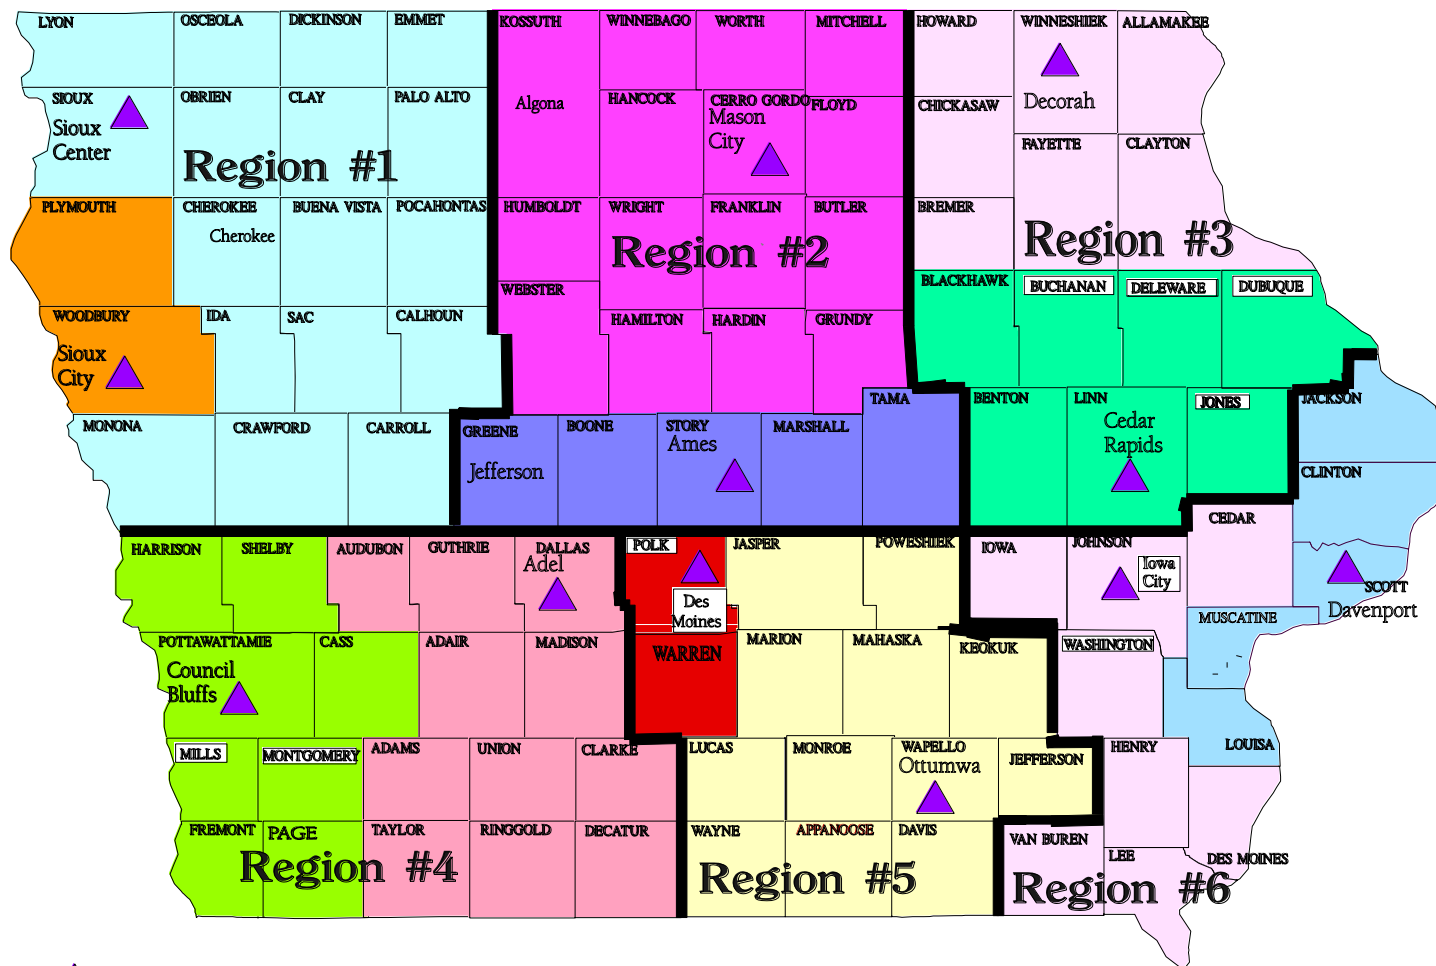 LYON
OSCEOLA
DICKINSON
EMMET
KOSSUTH
WINNEBAGO
WORTH
MITCHELL
HOWARD
WINNESHIEK
ALLAMAKEE
SIOUX
Sioux
Center
OBRIEN
CLAY
PALO ALTO
Algona
HANCOCK
CERRO GORDO
Mason
City
FLOYD
CHICKASAW
Decorah
FAYETTE
CLAYTON
Region #1
PLYMOUTH
CHEROKEE
Cherokee
BUENA VISTA
POCAHONTAS
HUMBOLDT
WRIGHT
FRANKLIN
BUTLER
BREMER
Region #2
Region #3
WEBSTER
BLACKHAWK
BUCHANAN
DELEWARE
DUBUQUE
WOODBURY
Sioux
City
IDA
SAC
CALHOUN
HAMILTON
HARDIN
GRUNDY
MONONA
CRAWFORD
CARROLL
GREENE
Jefferson
BOONE
STORY
Ames
MARSHALL
TAMA
BENTON
LINN
Cedar
Rapids
JONES
JACKSON
CLINTON
CEDAR
HARRISON
SHELBY
AUDUBON
GUTHRIE
DALLAS
Adel
POLK
Des
Moines
JASPER
POWESHIEK
IOWA
JOHNSON
Iowa
City
SCOTT
Davenport
MUSCATINE
POTTAWATTAMIE
Council
Bluffs
CASS
ADAIR
MADISON
WARREN
MARION
MAHASKA
KEOKUK
WASHINGTON
LOUISA
MILLS
MONTGOMERY
ADAMS
UNION
CLARKE
LUCAS
MONROE
WAPELLO
Ottumwa
JEFFERSON
HENRY
FREMONT
PAGE
TAYLOR
RINGGOLD
DECATUR
WAYNE
APPANOOSE
DAVIS
VAN BUREN
LEE
DES MOINES
Region #4
Region #5
Region #6